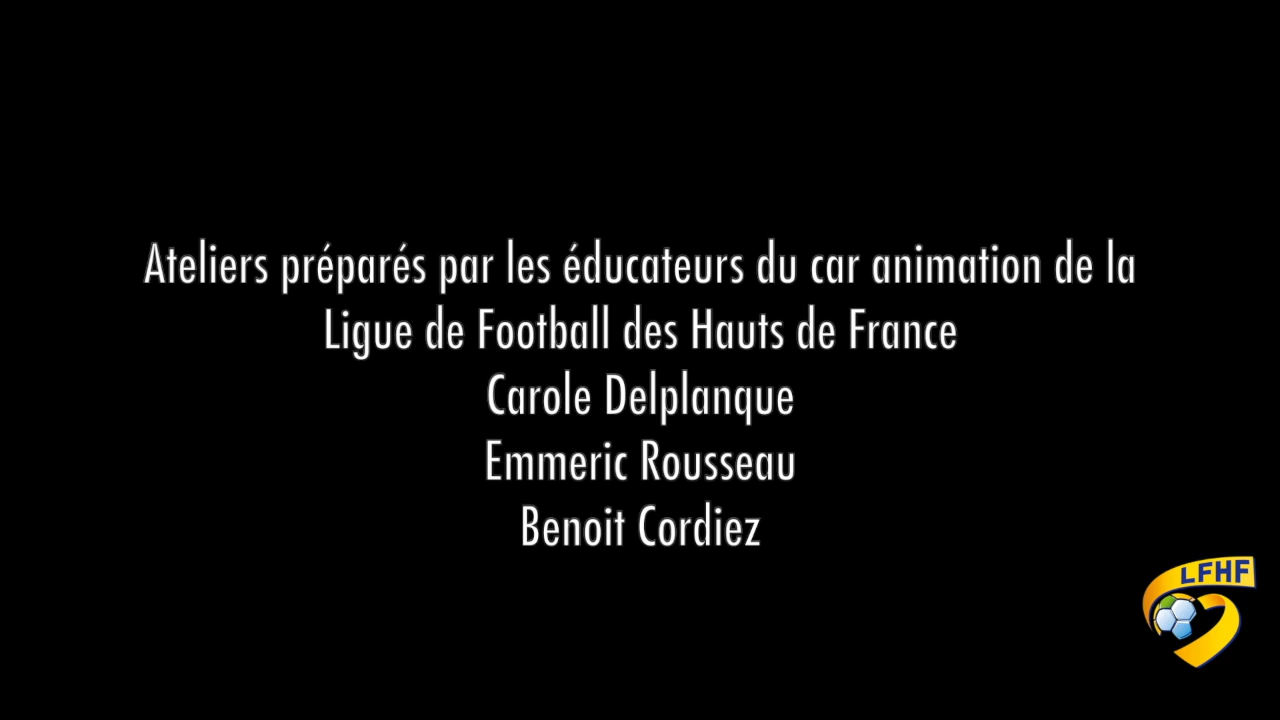 Ateliers préparés par les éducateurs du car animation de la
Ligue de Football des Hauts de France
Carole Delplanque
Emmeric Rousseau
Benoit Cordiez
LFHF